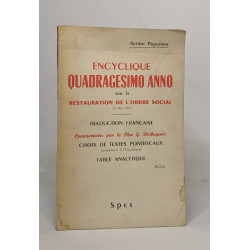 Action Populaire
ENCYCLIQUE
QUADRAGESIMO ANNO
sur la
RESTAURATION DE L'ORDRE SOCIAL
TRADUCTION FRANÇAISE
Commentaire par le Père G. Desbuquois
CHOIX DE TEXTES PONTIFICAUX
TABLE ANALYTIQUE
Spes